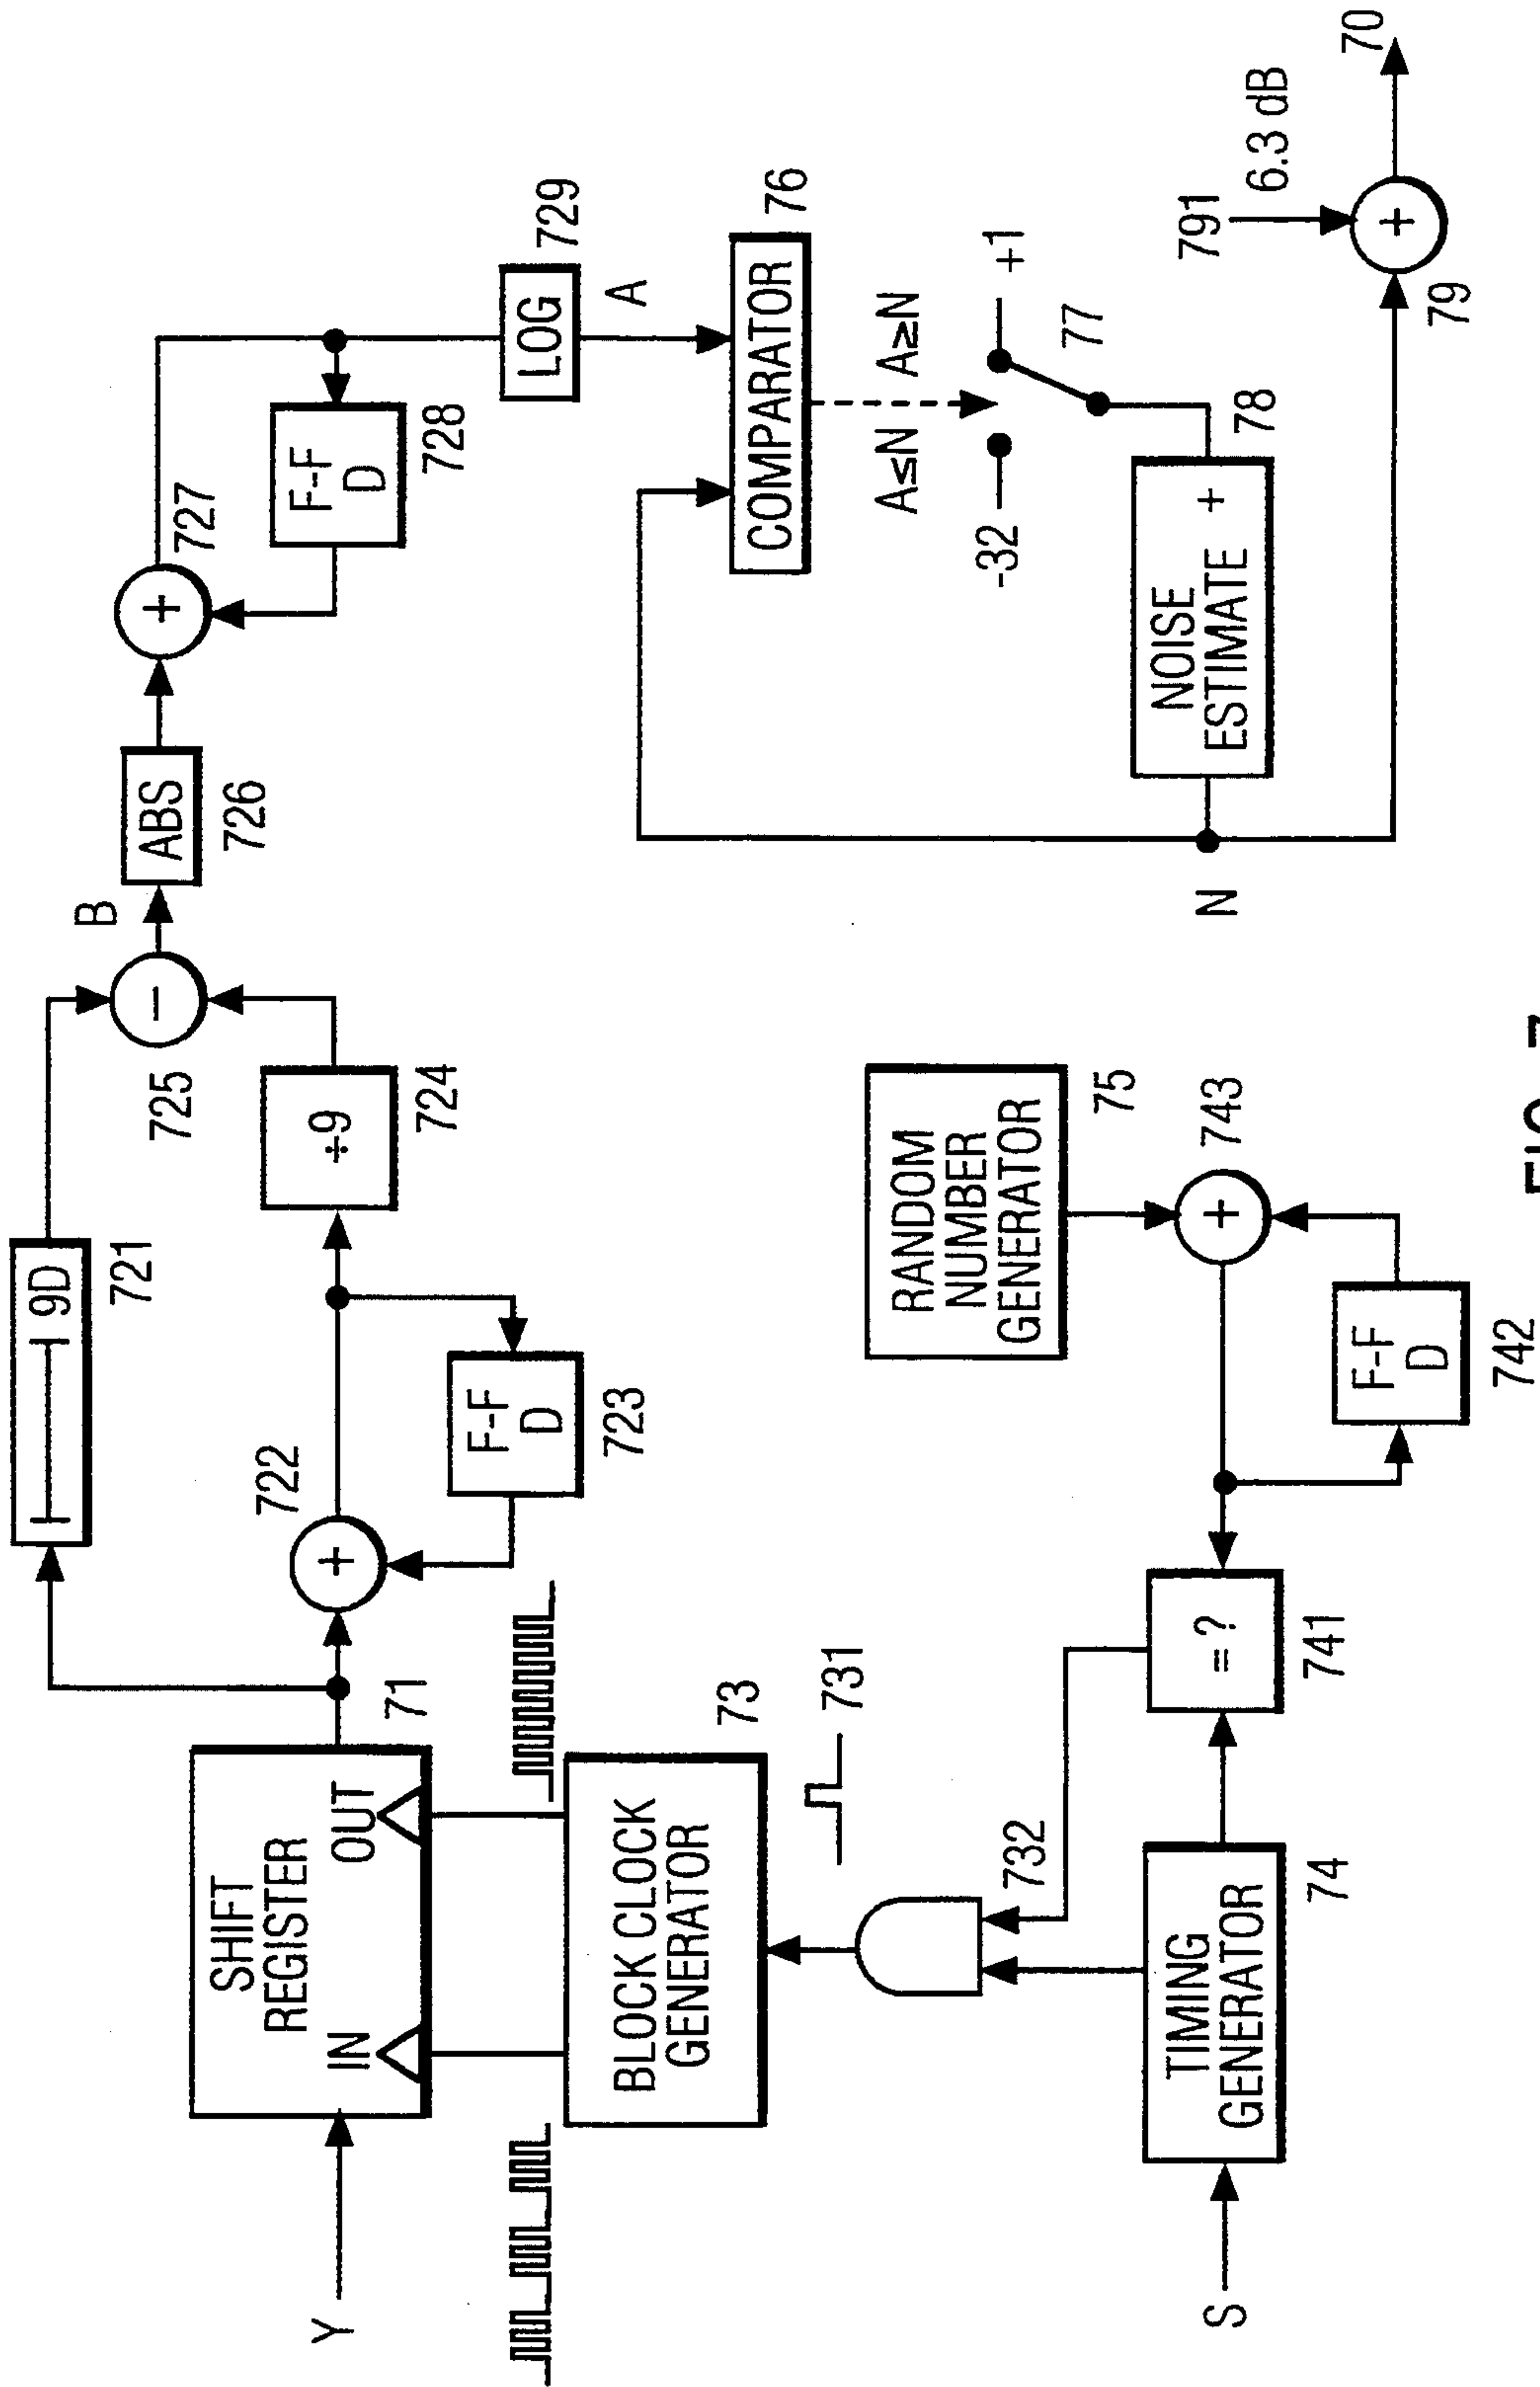 Y
SHIFT
REGISTER
IN
OUT
71
9D
721
722
F-F
D
723
÷9
724
725
B
ABS
726
727
F-F
D
728
LOG
729
A
BLOCK CLOCK
GENERATOR
73
731
732
S
TIMING
GENERATOR
74
= ?
741
F-F
D
742
743
RANDOM
NUMBER
GENERATOR
75
COMPARATOR
76
A≤N
A≥N
-32
+1
77
NOISE
ESTIMATE +
78
N
79
791
6.3 dB
70